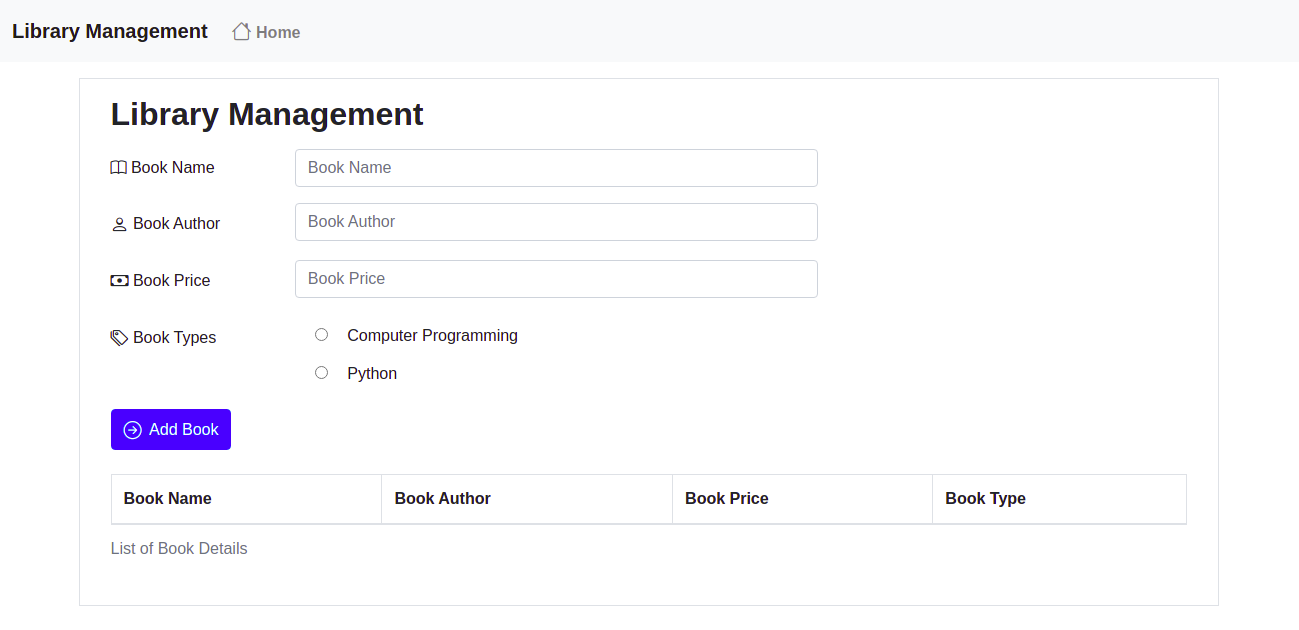 Library Management Home
Library Management
Book Name Book Name
Book Author Book Author
Book Price Book Price
Book Types Computer Programming
Python
Add Book
Book Name Book Author Book Price Book Type
List of Book Details